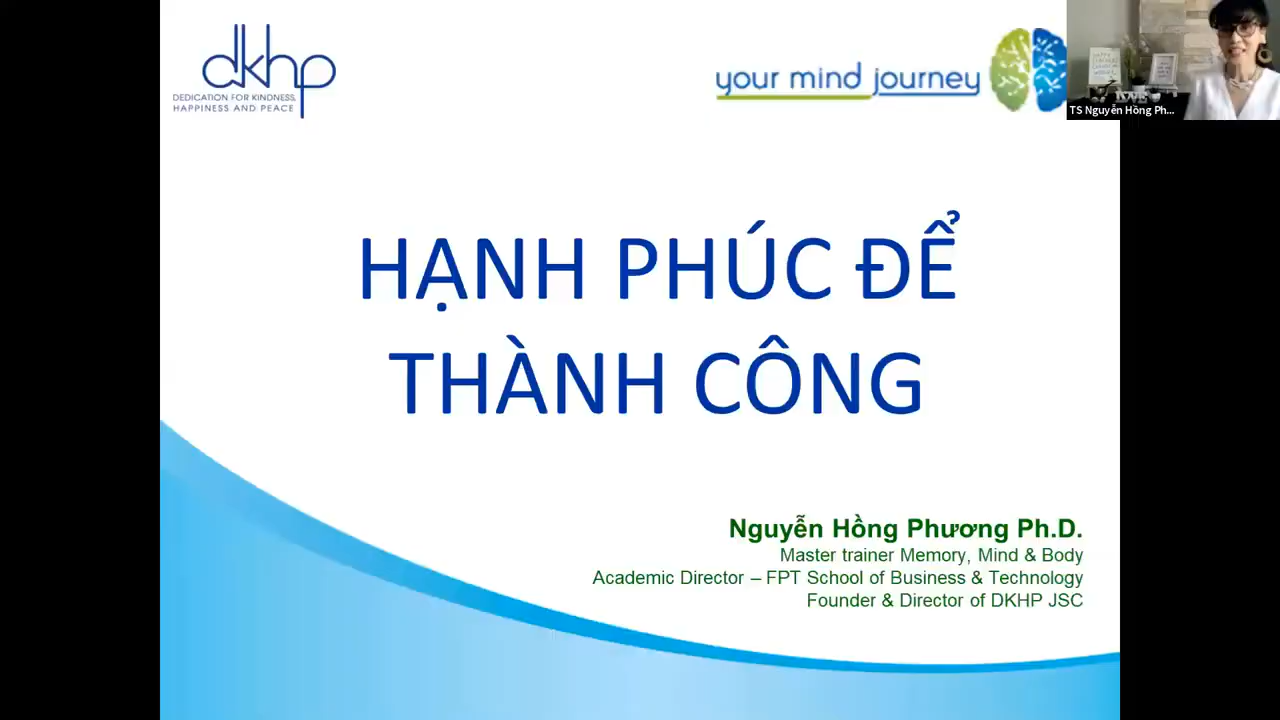 dkhp
DEDICATION FOR KINDNESS,
HAPPINESS AND PEACE
your mind journey
TS Nguyễn Hồng Ph...
HẠNH PHÚC ĐỂ
THÀNH CÔNG
Nguyễn Hồng Phương Ph.D.
Master trainer Memory, Mind & Body
Academic Director – FPT School of Business & Technology
Founder & Director of DKHP JSC